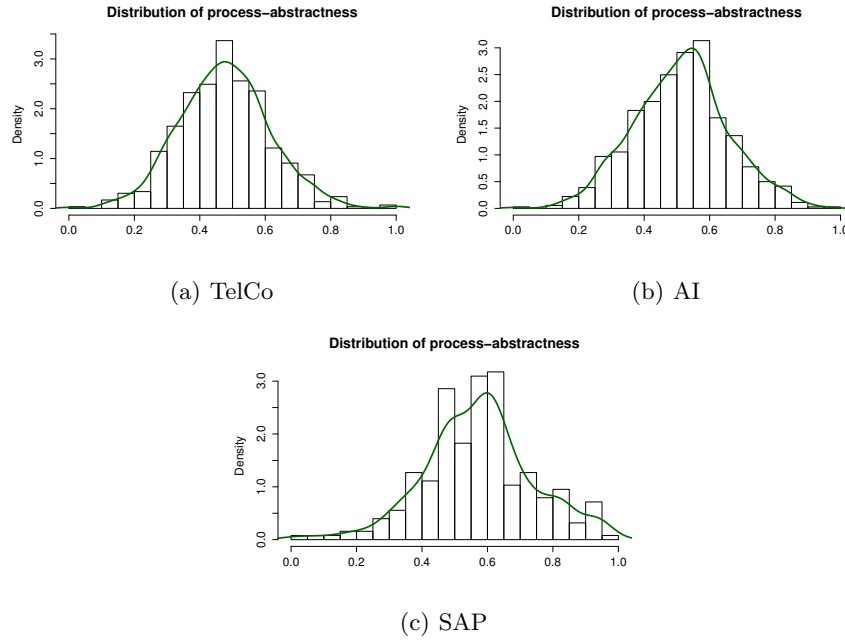 Distribution of process−abstractness
Density
0.0 1.0 2.0 3.0
0.0 0.2 0.4 0.6 0.8 1.0
(a) TelCo
Distribution of process−abstractness
Density
0.0 0.5 1.0 1.5 2.0 2.5 3.0
0.0 0.2 0.4 0.6 0.8 1.0
(b) AI
Distribution of process−abstractness
Density
0.0 1.0 2.0 3.0
0.0 0.2 0.4 0.6 0.8 1.0
(c) SAP